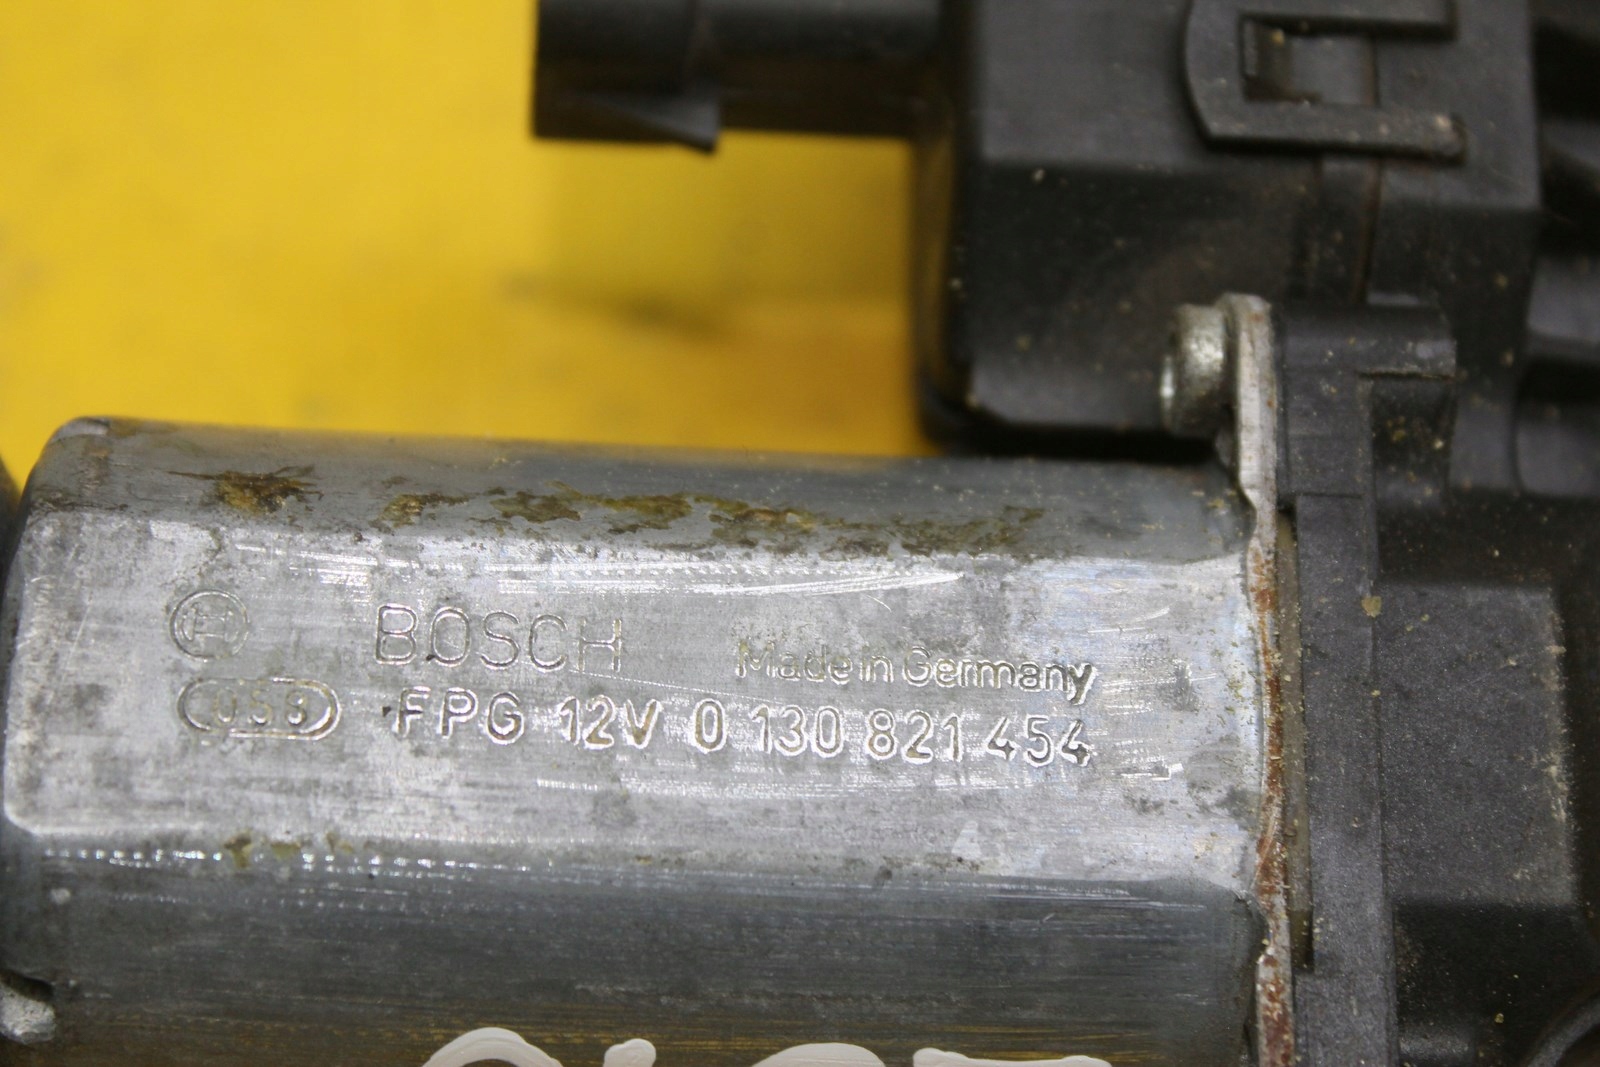 BOSCH Made in Germany
FPG 12V 0 130 821 454